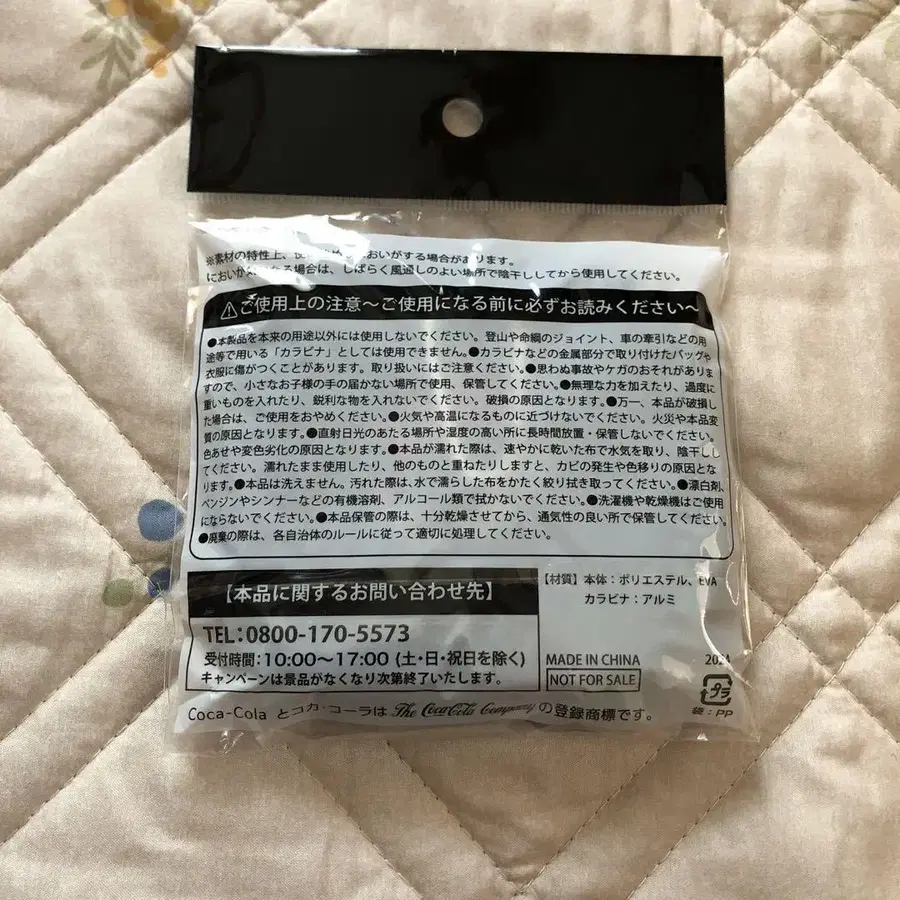 ※素材の特性上、使 においがする場合があります。
においが なる場合は、しばらく風通しのよい場所で陰干ししてから使用してください。
⚠ご使用上の注意～ご使用になる前に必ずお読みください～
●本製品を本来の用途以外には使用しないでください。登山や命綱のジョイント、車の牽引などの用
途等で用いる「カラビナ」としては使用できません。●カラビナなどの金属部分で取り付けたバッグや
衣服に傷がつくことがあります。取り扱いにはご注意ください。●思わぬ事故やケガのおそれがありま
すので、小さなお子様の手の届かない場所で使用、保管してください。●無理な力を加えたり、過度に
重いものを入れたり、鋭利な物を入れないでください。破損の原因となります。●万一、本品が破損し
た場合は、ご使用をおやめください。●火気や高温になるものに近づけないでください。火災や本品変
質の原因となります。●直射日光のあたる場所や湿度の高い所に長時間放置・保管しないでください。
色あせや変色劣化の原因となります。●本品が濡れた際は、速やかに乾いた布で水気を取り、陰干し
してください。濡れたまま使用したり、他のものと重ねたりしますと、カビの発生や色移りの原因とな
ります。●本品は洗えません。汚れた際は、水で濡らした布をかたく絞り拭き取ってください。●漂白剤、
ベンジンやシンナーなどの有機溶剤、アルコール類で拭かないでください。●洗濯機や乾燥機はご使用
にならないでください。●本品保管の際は、十分乾燥させてから、通気性の良い所で保管してください。
●廃棄の際は、各自治体のルールに従って適切に処理してください。
【本品に関するお問い合わせ先】
TEL:0800-170-5573
受付時間：10:00～17:00 (土・日・祝日を除く)
キャンペーンは景品がなくなり次第終了いたします。
【材質】本体：ポリエステル、EVA
カラビナ：アルミ
MADE IN CHINA 2024
NOT FOR SALE
プラ
袋：PP
Coca-Cola とコカ・コーラは The Coca-Cola Company の登録商標です。